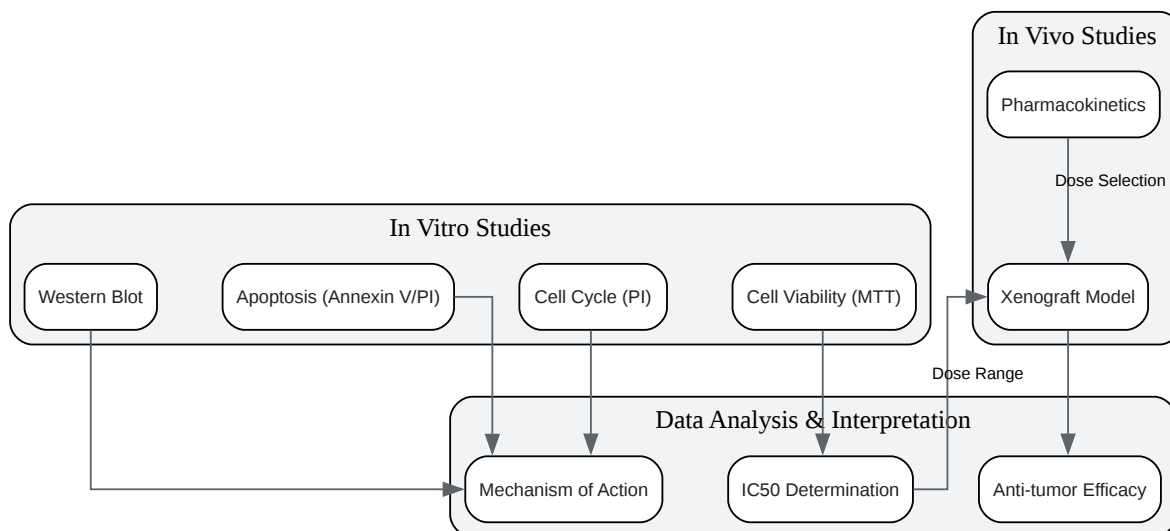 In Vivo Studies
Pharmacokinetics
Dose Selection
In Vitro Studies
Western Blot
Apoptosis (Annexin V/PI)
Cell Cycle (PI)
Cell Viability (MTT)
Xenograft Model
Dose Range
Data Analysis & Interpretation
Mechanism of Action
IC50 Determination
Anti-tumor Efficacy